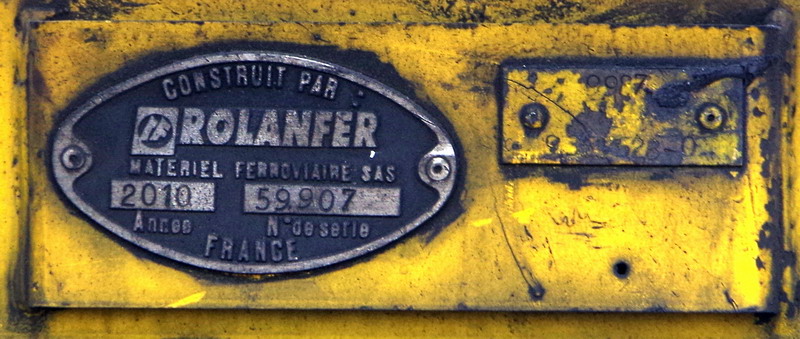 CONSTRUIT PAR :
ROLANFER
MATERIEL FERROVIAIRE SAS
2010 59.907
Année N° de serie
FRANCE